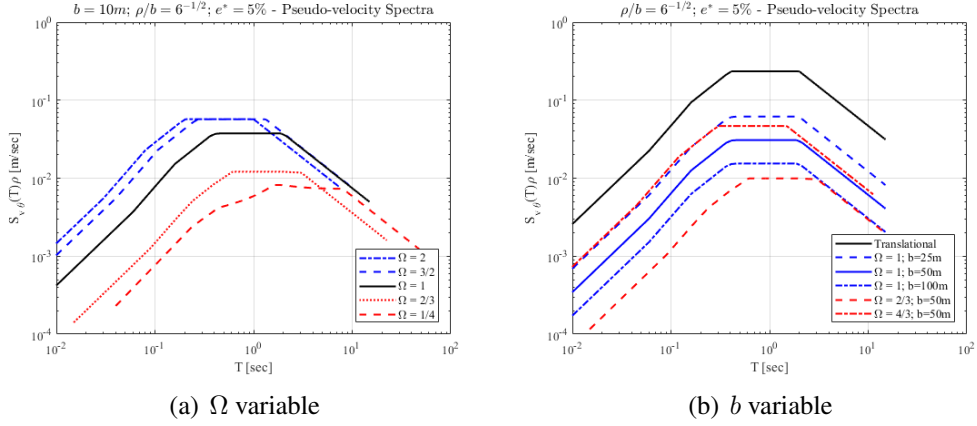 b = 10m; ρ/b = 6^{-1/2}; e* = 5% - Pseudo-velocity Spectra
10^0
10^{-1}
10^{-2}
10^{-3}
10^{-4}
S_{vθ}(T)ρ [m/sec]
Ω = 2
Ω = 3/2
Ω = 1
Ω = 2/3
Ω = 1/4
10^{-2} 10^{-1} 10^0 10^1 10^2
T [sec]
(a) Ω variable
ρ/b = 6^{-1/2}; e* = 5% - Pseudo-velocity Spectra
10^0
10^{-1}
10^{-2}
10^{-3}
10^{-4}
S_{vθ}(T)ρ [m/sec]
Translational
Ω = 1; b=25m
Ω = 1; b=50m
Ω = 1; b=100m
Ω = 2/3; b=50m
Ω = 4/3; b=50m
10^{-2} 10^{-1} 10^0 10^1 10^2
T [sec]
(b) b variable